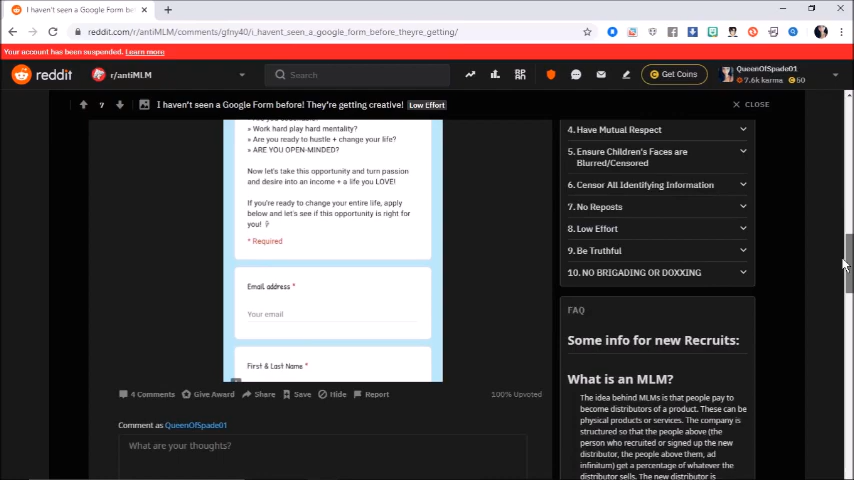 I haven't seen a Google Form bef
reddit.com/r/antiMLM/comments/gfny40/i_havent_seen_a_google_form_before_theyre_getting/
Your account has been suspended. Learn more
reddit
r/antiMLM
Search
Get Coins
QueenOfSpade01
7.6k karma 50
7
I haven't seen a Google Form before! They're getting creative!
Low Effort
CLOSE
» Work hard play hard mentality?
» Are you ready to hustle + change your life?
» ARE YOU OPEN-MINDED?
Now let's take this opportunity and turn passion
and desire into an income + a life you LOVE!
If you're ready to change your entire life, apply
below and let's see if this opportunity is right for
you!
* Required
Email address *
Your email
First & Last Name *
4 Comments
Give Award
Share
Save
Hide
Report
100% Upvoted
Comment as QueenOfSpade01
What are your thoughts?
4. Have Mutual Respect
5. Ensure Children's Faces are
Blurred/Censored
6. Censor All Identifying Information
7. No Reposts
8. Low Effort
9. Be Truthful
10. NO BRIGADING OR DOXXING
FAQ
Some info for new Recruits:
What is an MLM?
The idea behind MLMs is that people pay to
become distributors of a product. These can be
physical products or services. The company is
structured so that the people above (the
person who recruited or signed up the new
distributor, the people above them, ad
infinitum) get a percentage of whatever the
distributor sells. The new distributor is